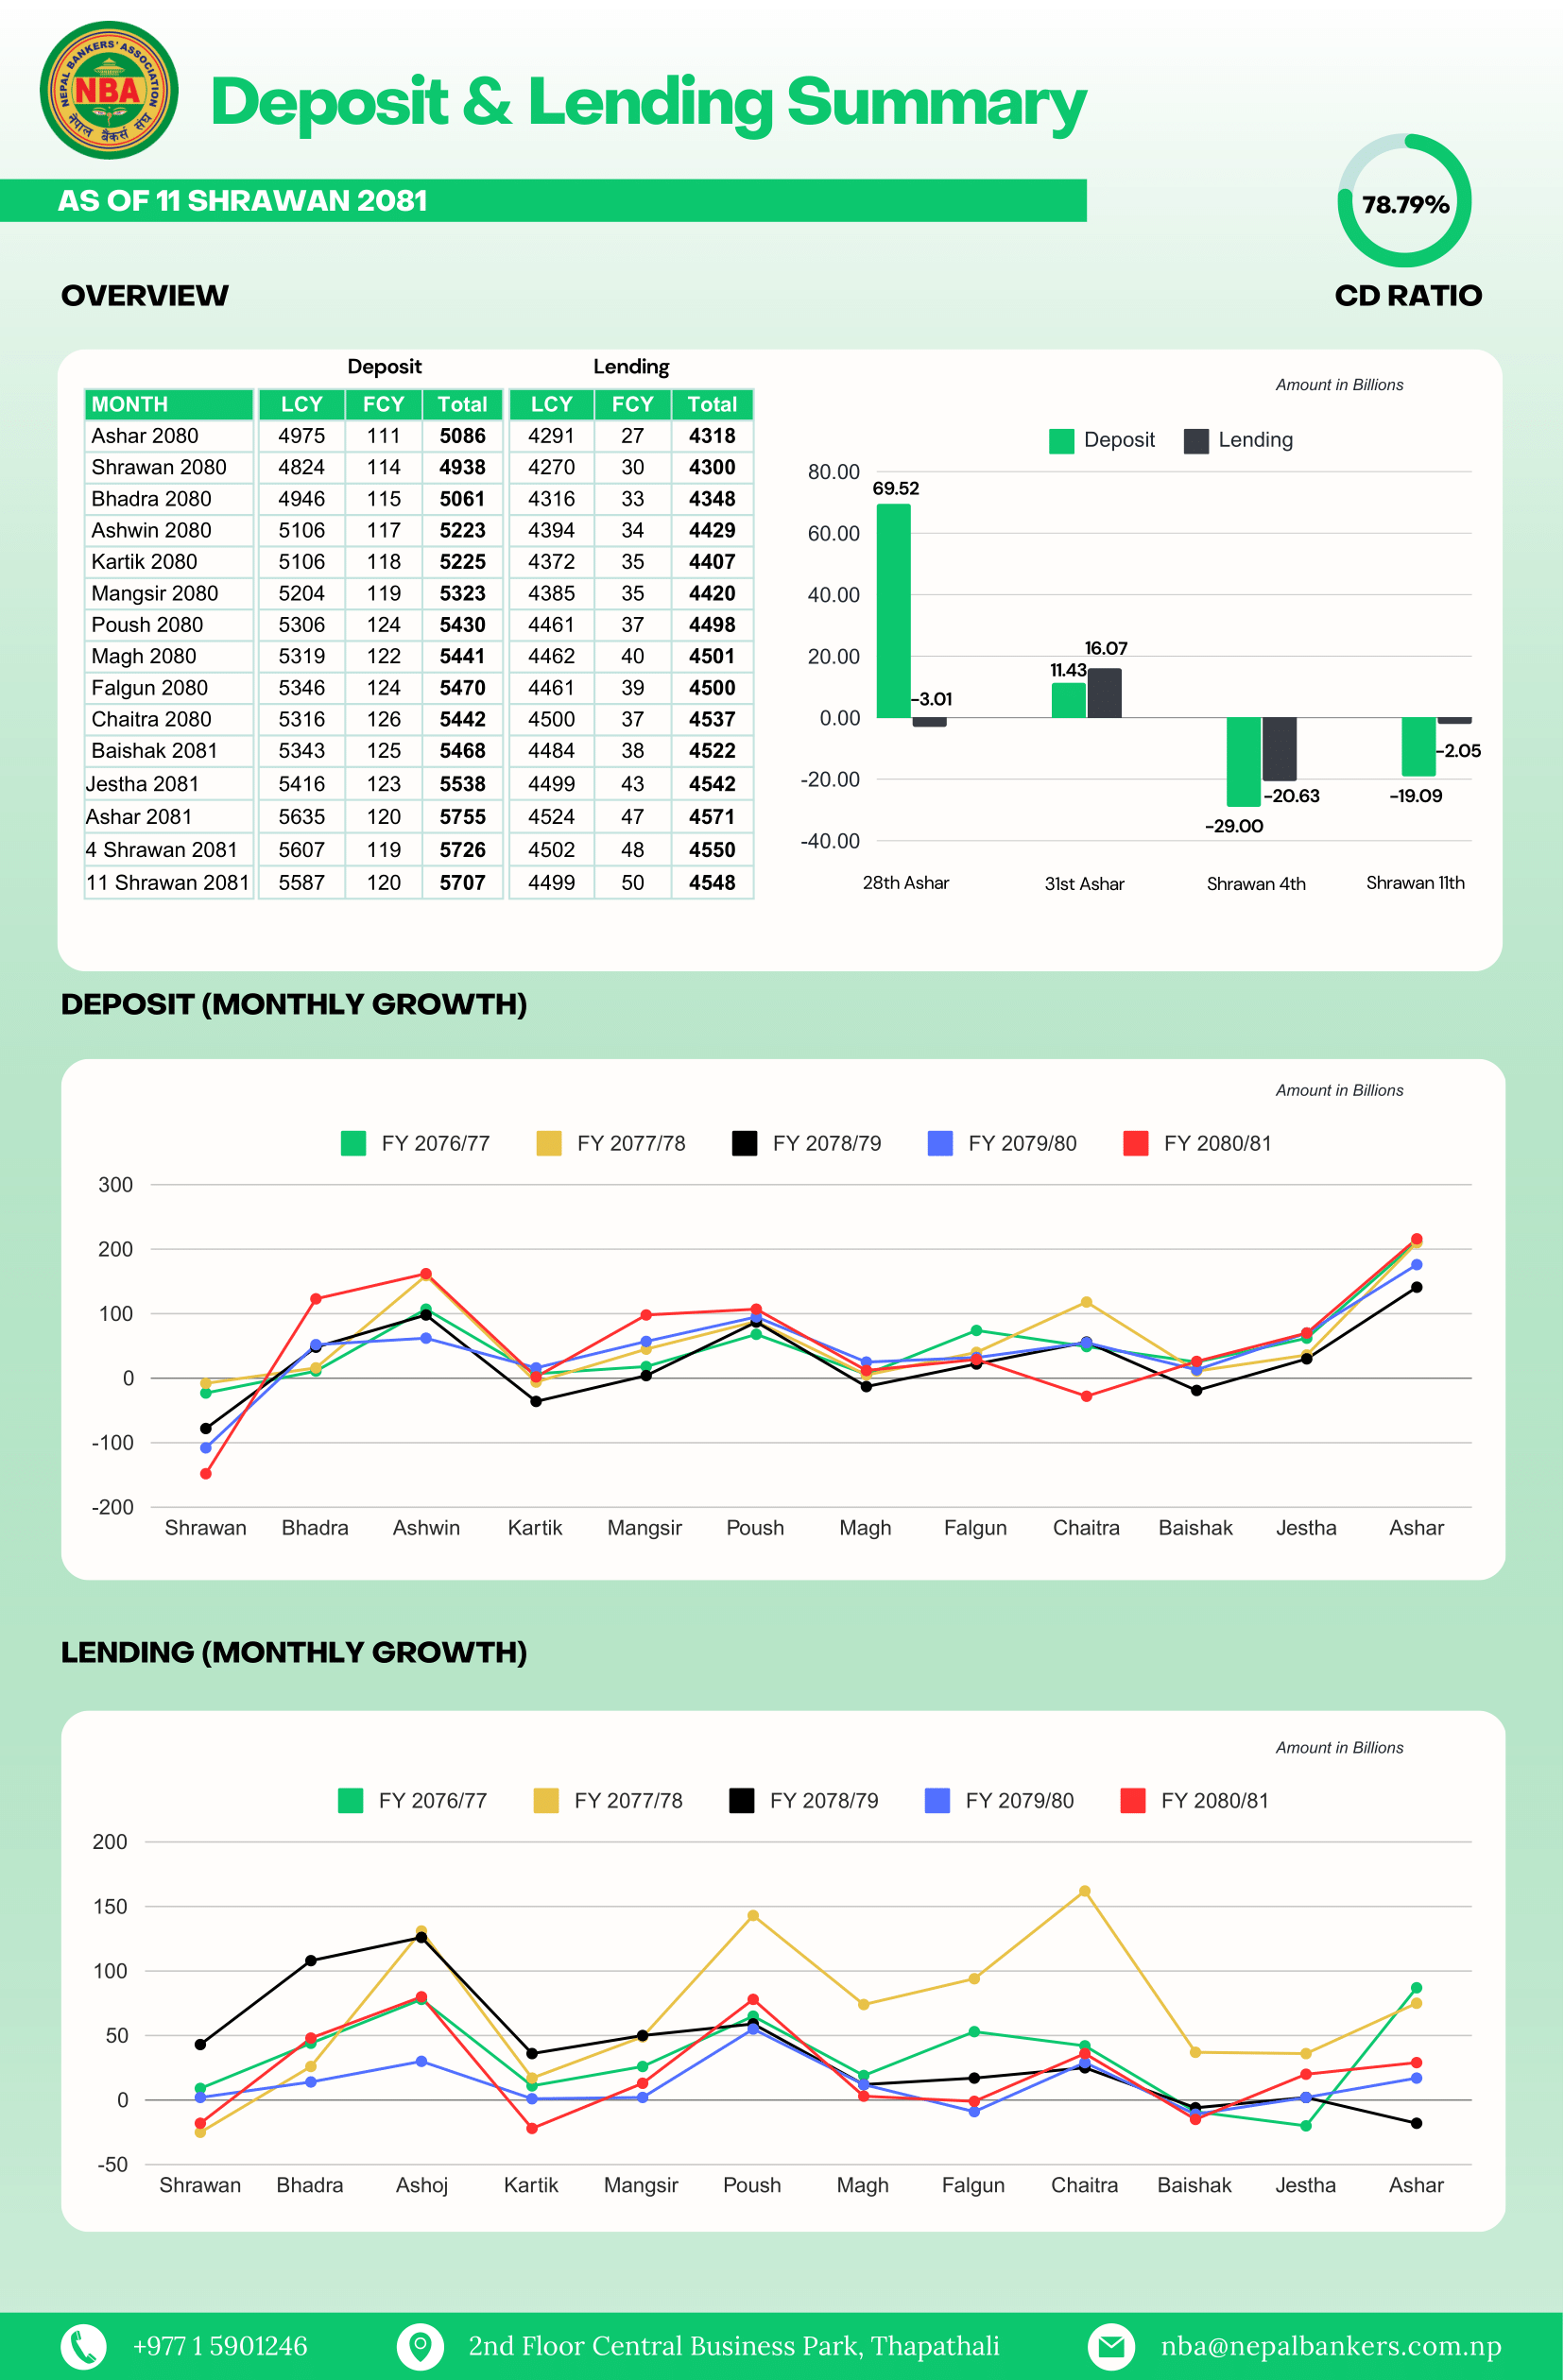 NEPAL BANKERS' ASSOCIATION
NBA
नेपाल बैंकर्स संघ
Deposit & Lending Summary
AS OF 11 SHRAWAN 2081
78.79%
CD RATIO
OVERVIEW
Deposit Lending
MONTH LCY FCY Total LCY FCY Total
Ashar 2080 4975 111 5086 4291 27 4318
Shrawan 2080 4824 114 4938 4270 30 4300
Bhadra 2080 4946 115 5061 4316 33 4348
Ashwin 2080 5106 117 5223 4394 34 4429
Kartik 2080 5106 118 5225 4372 35 4407
Mangsir 2080 5204 119 5323 4385 35 4420
Poush 2080 5306 124 5430 4461 37 4498
Magh 2080 5319 122 5441 4462 40 4501
Falgun 2080 5346 124 5470 4461 39 4500
Chaitra 2080 5316 126 5442 4500 37 4537
Baishak 2081 5343 125 5468 4484 38 4522
Jestha 2081 5416 123 5538 4499 43 4542
Ashar 2081 5635 120 5755 4524 47 4571
4 Shrawan 2081 5607 119 5726 4502 48 4550
11 Shrawan 2081 5587 120 5707 4499 50 4548
Amount in Billions
Deposit Lending
80.00
69.52
60.00
40.00
20.00
16.07
11.43
-3.01
0.00
-2.05
-20.00
-20.63
-19.09
-29.00
-40.00
28th Ashar 31st Ashar Shrawan 4th Shrawan 11th
DEPOSIT (MONTHLY GROWTH)
Amount in Billions
FY 2076/77 FY 2077/78 FY 2078/79 FY 2079/80 FY 2080/81
300
200
100
0
-100
-200
Shrawan Bhadra Ashwin Kartik Mangsir Poush Magh Falgun Chaitra Baishak Jestha Ashar
LENDING (MONTHLY GROWTH)
Amount in Billions
FY 2076/77 FY 2077/78 FY 2078/79 FY 2079/80 FY 2080/81
200
150
100
50
0
-50
Shrawan Bhadra Ashoj Kartik Mangsir Poush Magh Falgun Chaitra Baishak Jestha Ashar
+977 1 5901246
2nd Floor Central Business Park, Thapathali
nba@nepalbankers.com.np